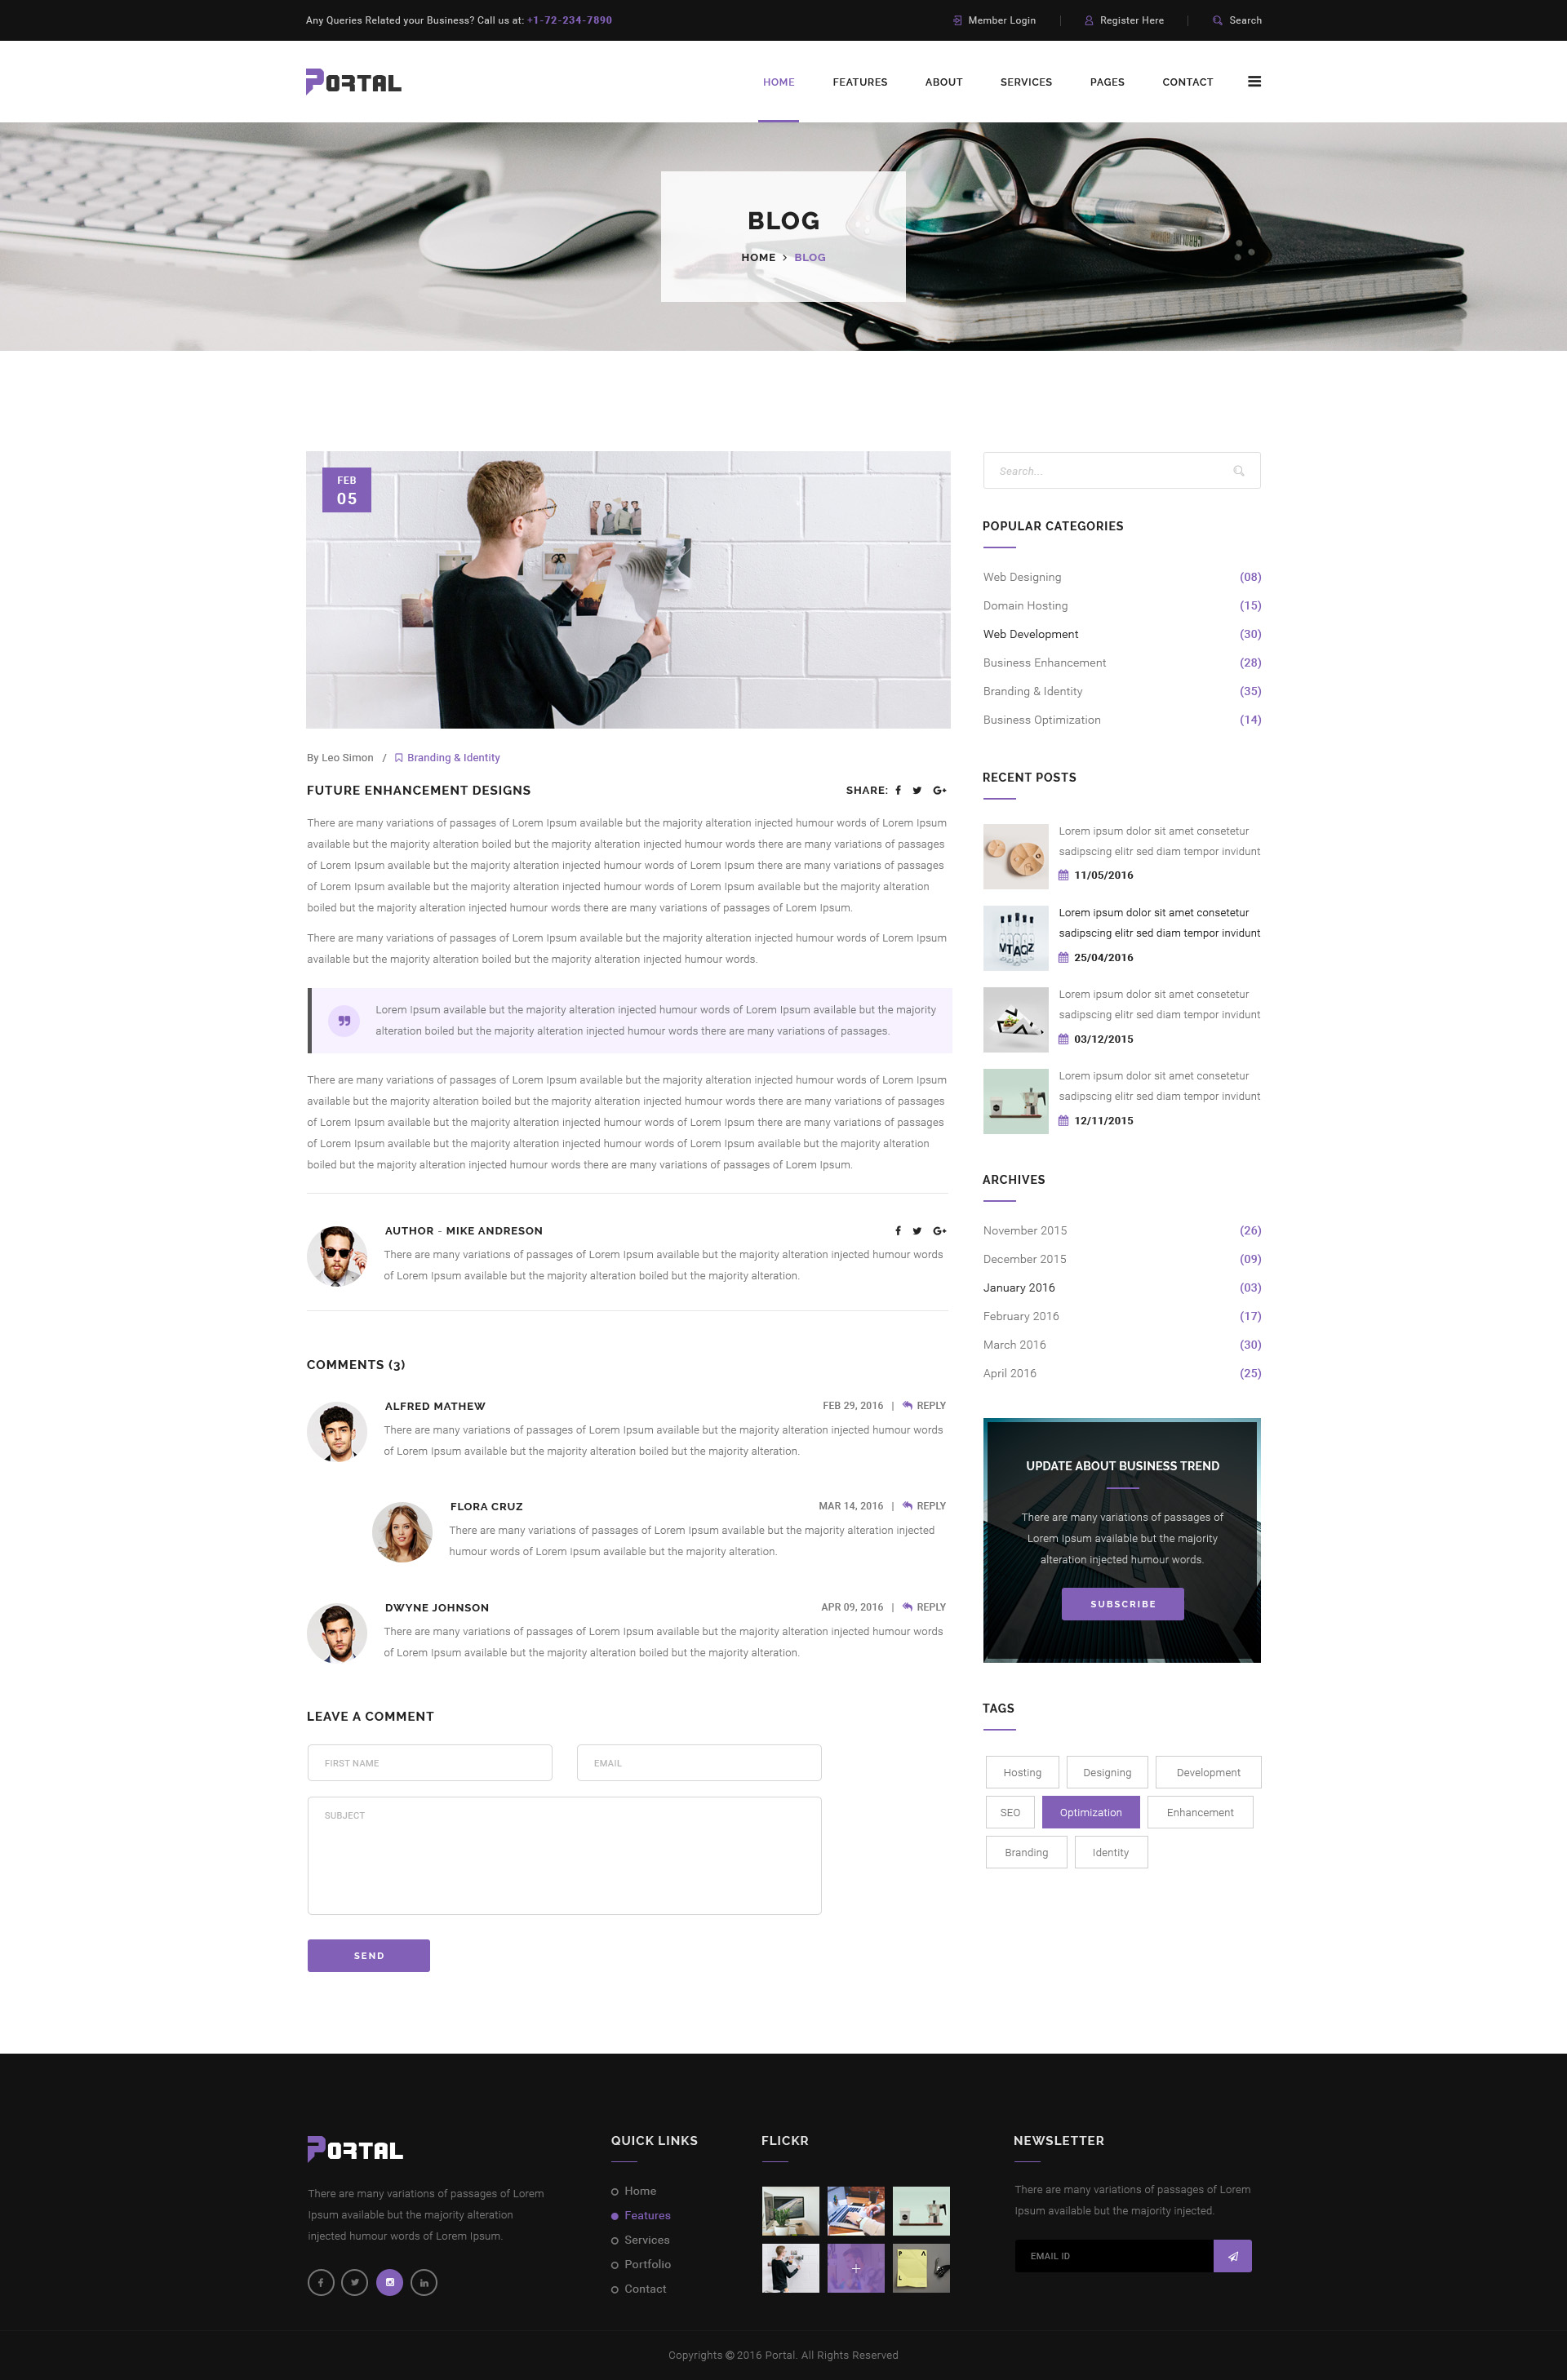 Any Queries Related your Business? Call us at: +1-72-234-7890
Member Login
Register Here
Search
PORTAL
HOME
FEATURES
ABOUT
SERVICES
PAGES
CONTACT
BLOG
HOME > BLOG
FEB
05
By Leo Simon / Branding & Identity
FUTURE ENHANCEMENT DESIGNS
SHARE:
There are many variations of passages of Lorem Ipsum available but the majority alteration injected humour words of Lorem Ipsum
available but the majority alteration boiled but the majority alteration injected humour words there are many variations of passages
of Lorem Ipsum available but the majority alteration injected humour words of Lorem Ipsum there are many variations of passages
of Lorem Ipsum available but the majority alteration injected humour words of Lorem Ipsum available but the majority alteration
boiled but the majority alteration injected humour words there are many variations of passages of Lorem Ipsum.
There are many variations of passages of Lorem Ipsum available but the majority alteration injected humour words of Lorem Ipsum
available but the majority alteration boiled but the majority alteration injected humour words.
Lorem Ipsum available but the majority alteration injected humour words of Lorem Ipsum available but the majority
alteration boiled but the majority alteration injected humour words there are many variations of passages.
There are many variations of passages of Lorem Ipsum available but the majority alteration injected humour words of Lorem Ipsum
available but the majority alteration boiled but the majority alteration injected humour words there are many variations of passages
of Lorem Ipsum available but the majority alteration injected humour words of Lorem Ipsum there are many variations of passages
of Lorem Ipsum available but the majority alteration injected humour words of Lorem Ipsum available but the majority alteration
boiled but the majority alteration injected humour words there are many variations of passages of Lorem Ipsum.
AUTHOR - MIKE ANDRESON
There are many variations of passages of Lorem Ipsum available but the majority alteration injected humour words
of Lorem Ipsum available but the majority alteration boiled but the majority alteration.
COMMENTS (3)
ALFRED MATHEW
FEB 29, 2016 | REPLY
There are many variations of passages of Lorem Ipsum available but the majority alteration injected humour words
of Lorem Ipsum available but the majority alteration boiled but the majority alteration.
FLORA CRUZ
MAR 14, 2016 | REPLY
There are many variations of passages of Lorem Ipsum available but the majority alteration injected
humour words of Lorem Ipsum available but the majority alteration.
DWYNE JOHNSON
APR 09, 2016 | REPLY
There are many variations of passages of Lorem Ipsum available but the majority alteration injected humour words
of Lorem Ipsum available but the majority alteration boiled but the majority alteration.
LEAVE A COMMENT
FIRST NAME
EMAIL
SUBJECT
SEND
Search...
POPULAR CATEGORIES
Web Designing (08)
Domain Hosting (15)
Web Development (30)
Business Enhancement (28)
Branding & Identity (35)
Business Optimization (14)
RECENT POSTS
Lorem ipsum dolor sit amet consetetur
sadipscing elitr sed diam tempor invidunt
11/05/2016
Lorem ipsum dolor sit amet consetetur
sadipscing elitr sed diam tempor invidunt
25/04/2016
Lorem ipsum dolor sit amet consetetur
sadipscing elitr sed diam tempor invidunt
03/12/2015
Lorem ipsum dolor sit amet consetetur
sadipscing elitr sed diam tempor invidunt
12/11/2015
ARCHIVES
November 2015 (26)
December 2015 (09)
January 2016 (03)
February 2016 (17)
March 2016 (30)
April 2016 (25)
UPDATE ABOUT BUSINESS TREND
There are many variations of passages of
Lorem Ipsum available but the majority
alteration injected humour words.
SUBSCRIBE
TAGS
Hosting
Designing
Development
SEO
Optimization
Enhancement
Branding
Identity
PORTAL
There are many variations of passages of Lorem
Ipsum available but the majority alteration
injected humour words of Lorem Ipsum.
QUICK LINKS
Home
Features
Services
Portfolio
Contact
FLICKR
NEWSLETTER
There are many variations of passages of Lorem
Ipsum available but the majority injected.
EMAIL ID
Copyrights © 2016 Portal. All Rights Reserved